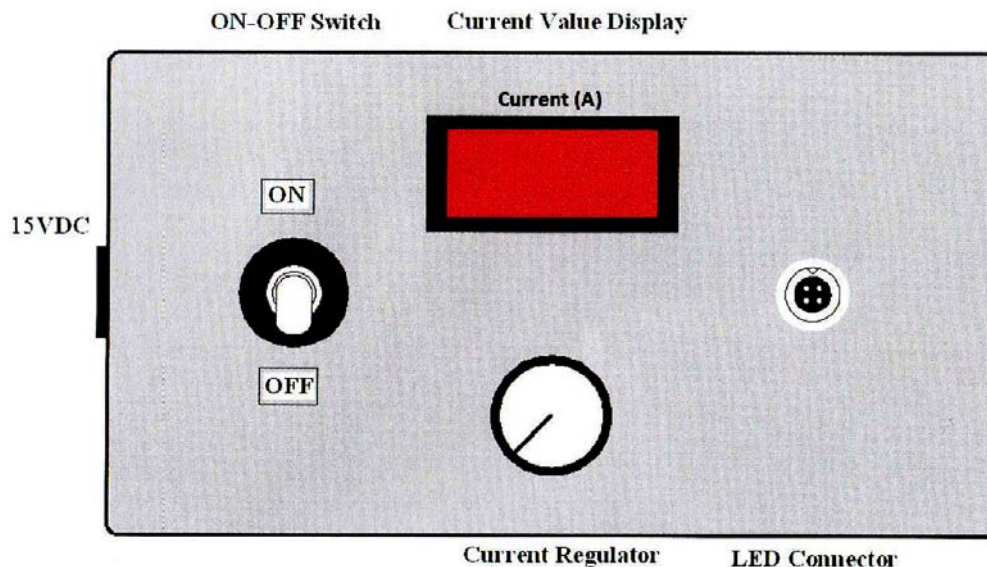 ON-OFF Switch
Current Value Display
Current (A)
ON
15VDC
OFF
Current Regulator
LED Connector